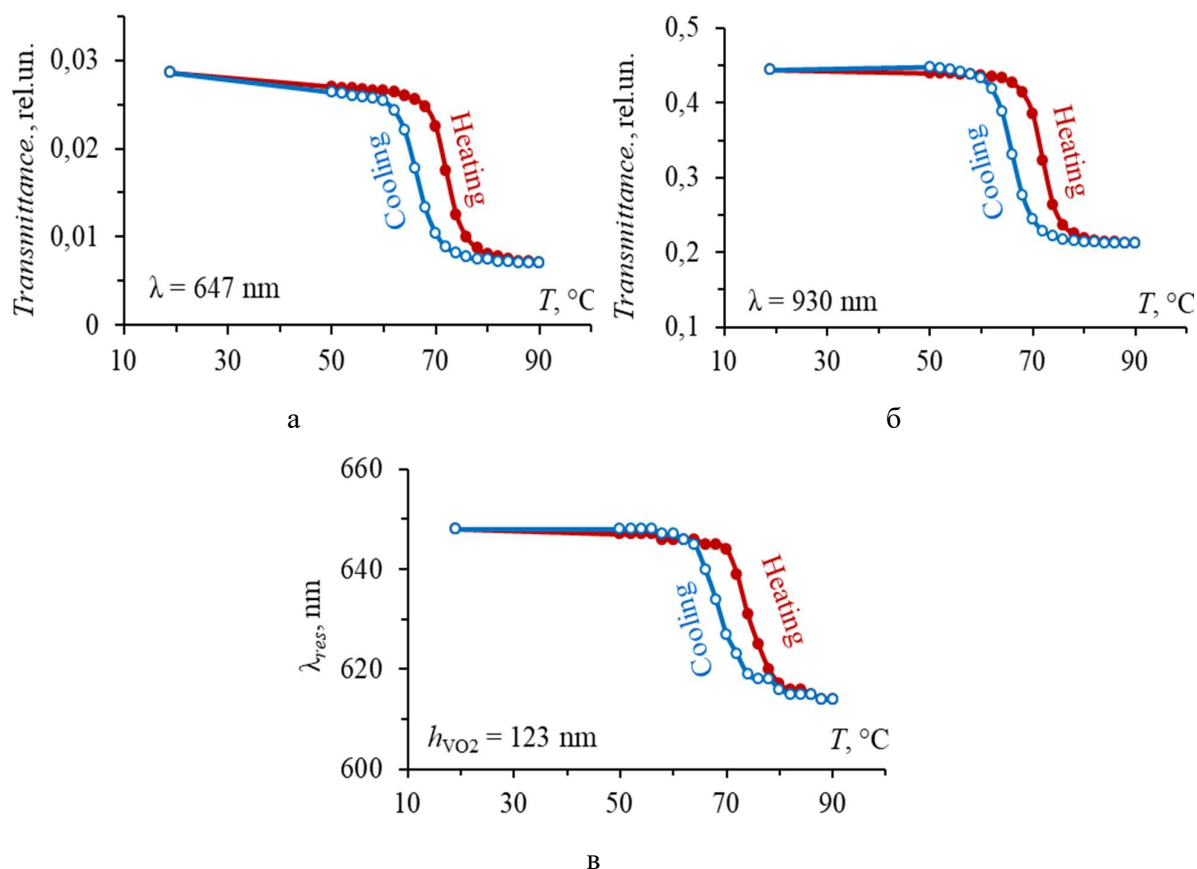 0,03
0,02
0,01
0
Transmittance., rel.un.
Cooling
Heating
λ = 647 nm
T, °C
10 30 50 70 90
а
0,5
0,4
0.3
0.2
0.1
Transmittance., rel.un.
Cooling
Heating
λ = 930 nm
T, °C
10 30 50 70 90
б
660
640
620
600
λres, nm
Cooling
Heating
hVO2 = 123 nm
T, °C
10 30 50 70 90
в